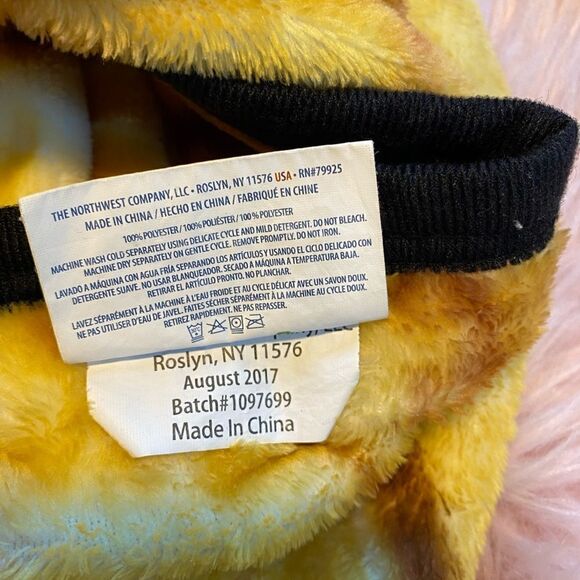 THE NORTHWEST COMPANY, LLC • ROSLYN, NY 11576 USA • RN#79925
MADE IN CHINA / HECHO EN CHINA / FABRIQUÉ EN CHINE
100% POLYESTER / 100% POLIÉSTER / 100 % POLYESTER
MACHINE WASH COLD SEPARATELY USING DELICATE CYCLE AND MILD DETERGENT. DO NOT BLEACH.
MACHINE DRY SEPARATELY ON GENTLE CYCLE. REMOVE PROMPTLY. DO NOT IRON.
LAVADO A MÁQUINA CON AGUA FRÍA SEPARANDO LOS ARTÍCULOS Y USANDO EL CICLO DELICADO CON
DETERGENTE SUAVE. NO USAR BLANQUEADOR. SECADO A MÁQUINA A TEMPERATURA BAJA.
RETIRAR EL ARTÍCULO PRONTO. NO PLANCHAR.
LAVEZ SÉPARÉMENT À LA MACHINE À L'EAU FROIDE ET AU CYCLE DÉLICAT AVEC UN SAVON DOUX.
NE PAS UTILISER D'EAU DE JAVEL. FAITES SÉCHER SÉPARÉMENT À LA MACHINE AU CYCLE DOUX.
RETIREZ RAPIDEMENT. NE PAS REPASSER.
Roslyn, NY 11576
August 2017
Batch#1097699
Made In China